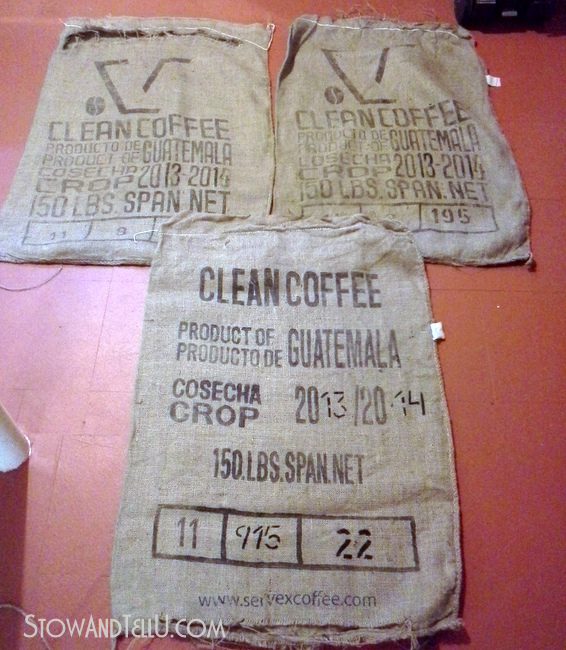 CLEAN COFFEE
PRODUCTO DE
PRODUCT OF GUATEMALA
COSECHA
CROP 2013-2014
150 LBS. SPAN. NET
11 9
CLEAN COFFEE
PRODUCTO DE
PRODUCT OF GUATEMALA
COSECHA
CROP 2013-2014
150 LBS. SPAN. NET
195
CLEAN COFFEE
PRODUCT OF
PRODUCTO DE GUATEMALA
COSECHA
CROP 2013/2014
150.LBS.SPAN.NET
11 915 22
www.servexcoffee.com
STOWANDTELLU.COM